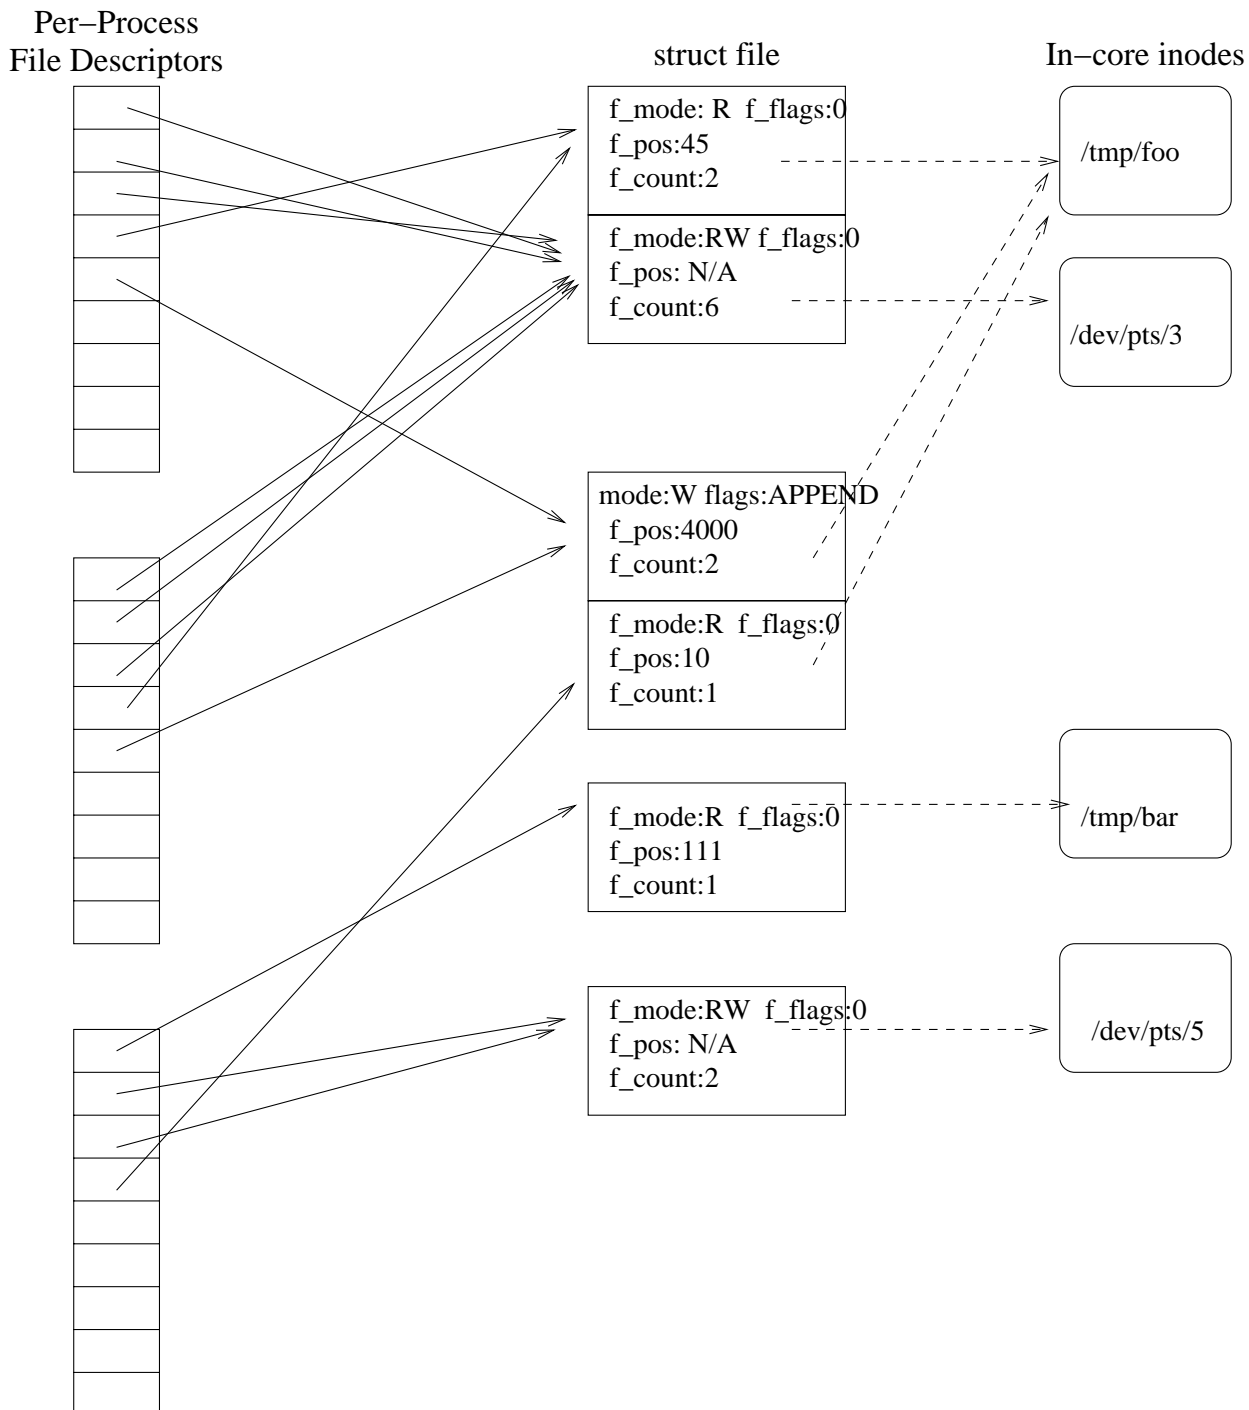 Per−Process
File Descriptors
struct file
In−core inodes
f_mode: R f_flags:0
f_pos:45
f_count:2
/tmp/foo
f_mode:RW f_flags:0
f_pos: N/A
f_count:6
/dev/pts/3
mode:W flags:APPEND
f_pos:4000
f_count:2
f_mode:R f_flags:0
f_pos:10
f_count:1
f_mode:R f_flags:0
f_pos:111
f_count:1
/tmp/bar
f_mode:RW f_flags:0
f_pos: N/A
f_count:2
/dev/pts/5